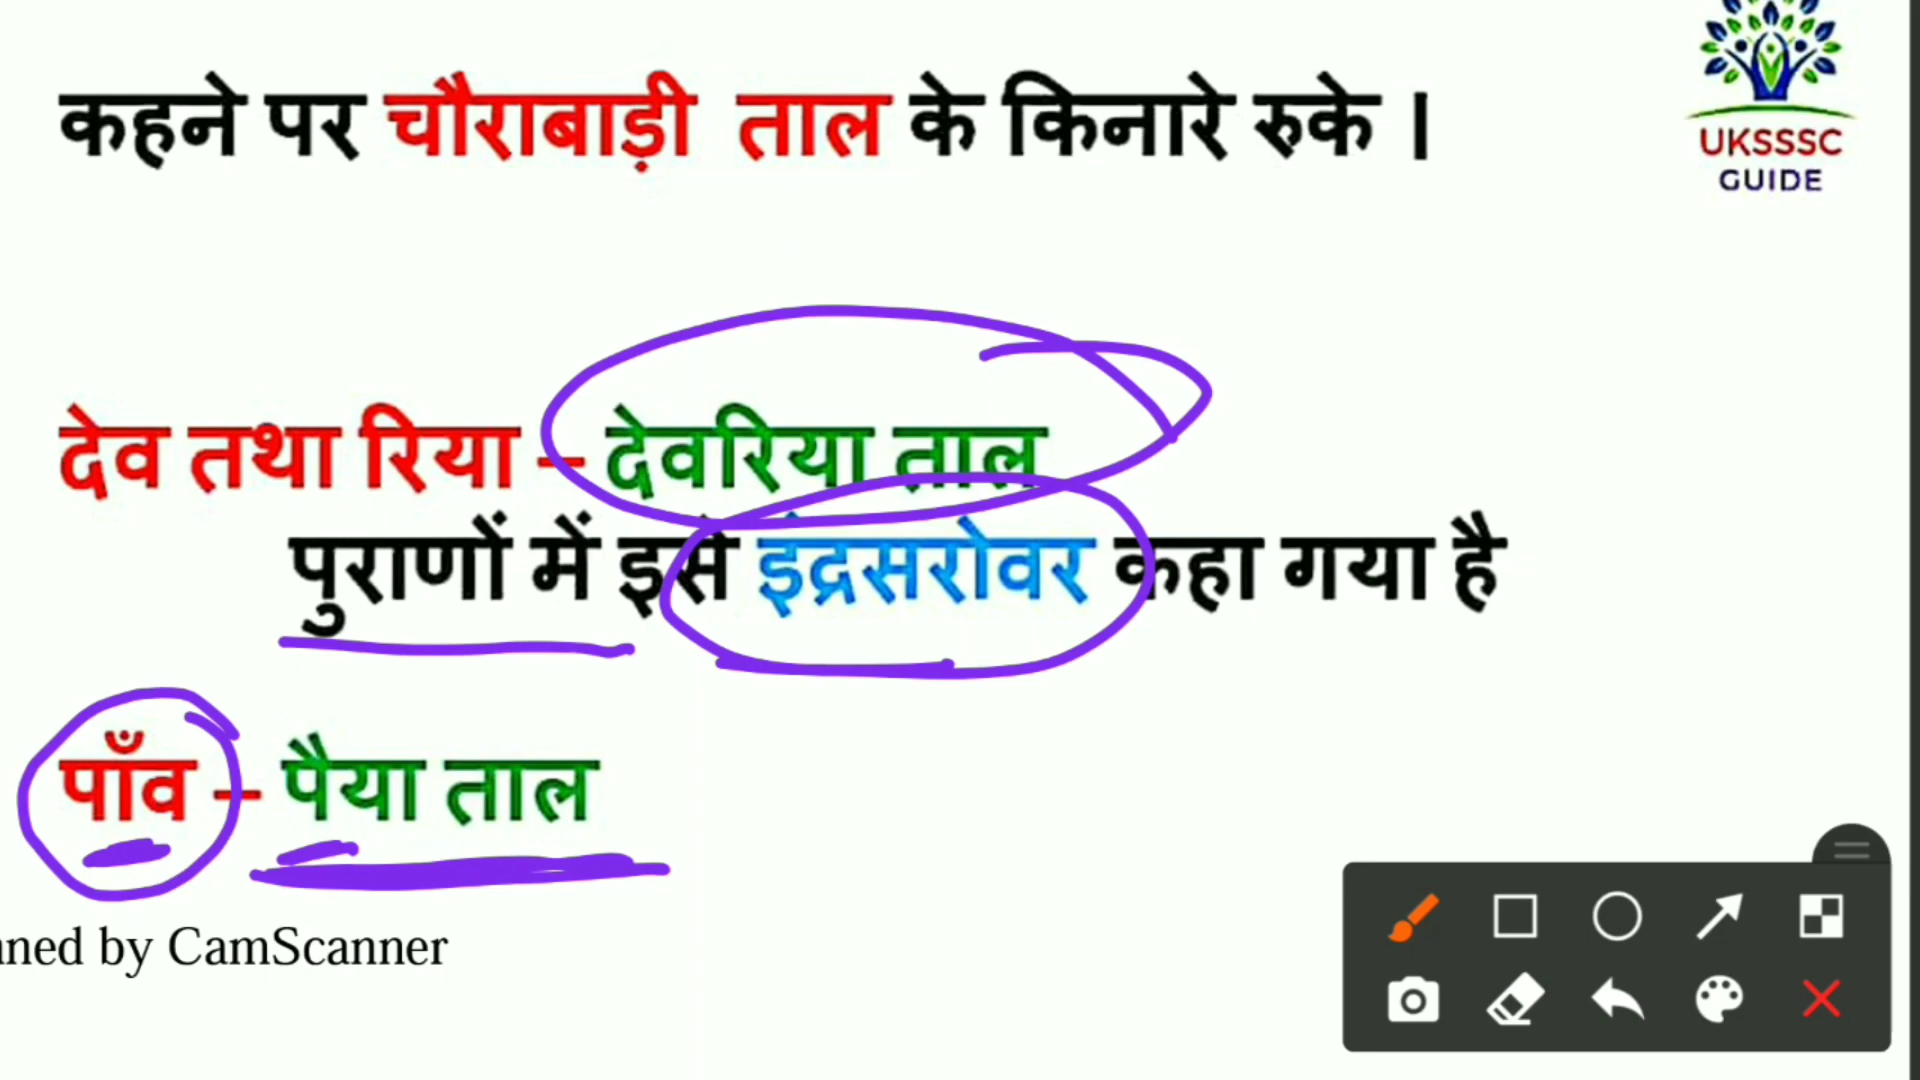 कहने पर चौराबाड़ी ताल के किनारे रुके ।
UKSSSC
GUIDE
देव तथा रिया – देवरिया ताल
पुराणों में इसे इंद्रसरोवर कहा गया है
पाँव – पैया ताल
ned by CamScanner